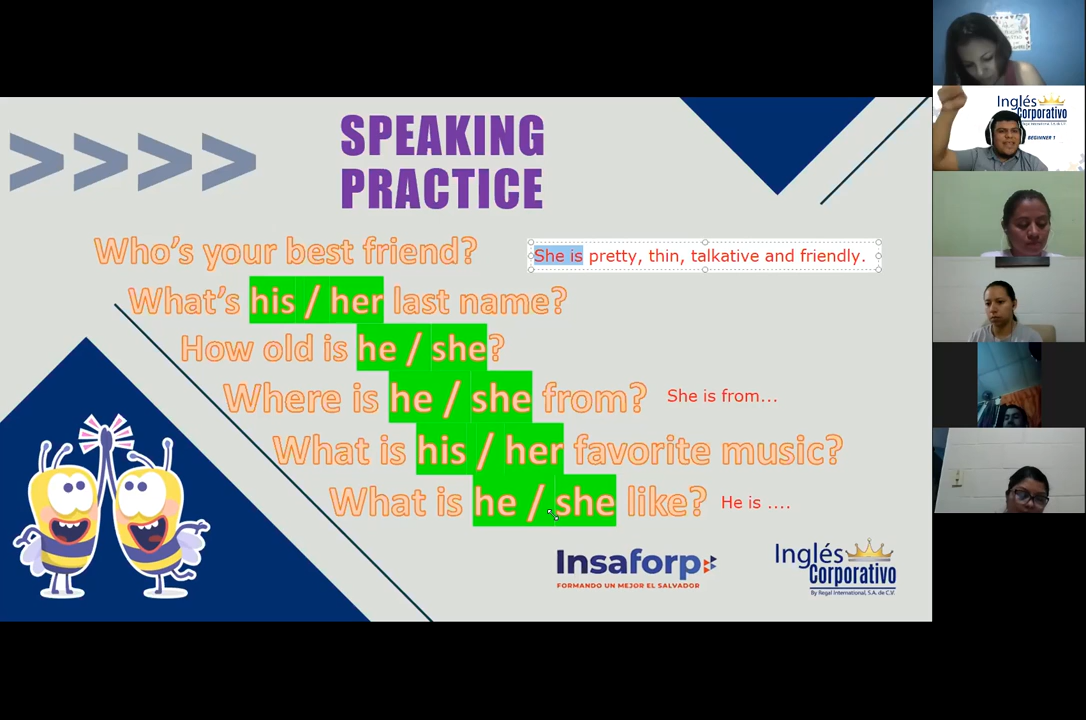 SPEAKING
PRACTICE
Who's your best friend?
She is pretty, thin, talkative and friendly.
What's his / her last name?
How old is he / she?
Where is he / she from?
She is from...
What is his / her favorite music?
What is he / she like?
He is ....
Insaforp
FORMANDO UN MEJOR EL SALVADOR
Inglés
Corporativo
By Regal International, S.A. de C.V.
Inglés
Corporativo
BEGINNER 1